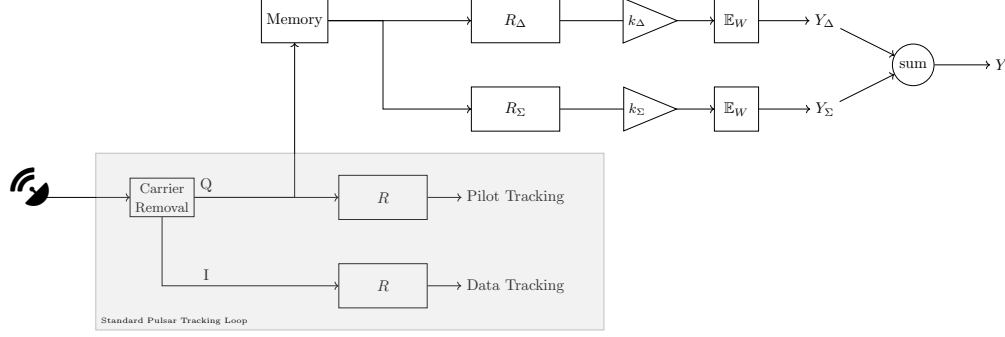 Memory
R_Δ
k_Δ
𝔼_W
Y_Δ
sum
Y
R_Σ
k_Σ
𝔼_W
Y_Σ
Carrier
Removal
Q
R
Pilot Tracking
I
R
Data Tracking
Standard Pulsar Tracking Loop